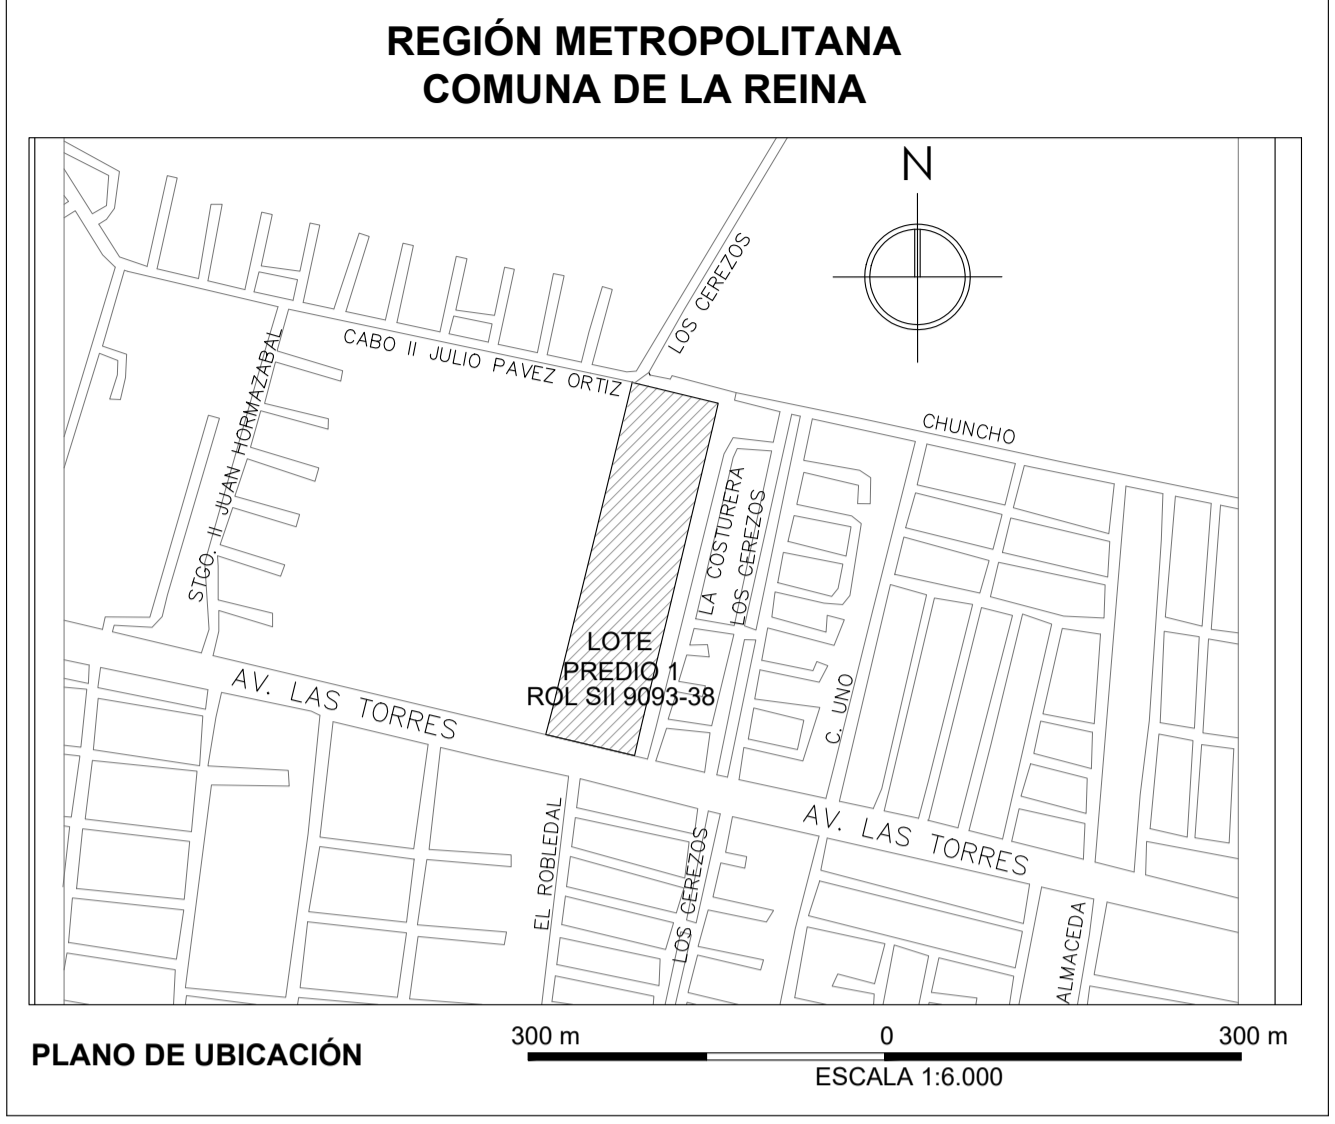 REGIÓN METROPOLITANA
COMUNA DE LA REINA
N
LOS CEREZOS
CABO II JULIO PAVEZ ORTIZ
STGO. II JUAN HORMAZABAL
CHUNCHO
LA COSTURERA
LOS CEREZOS
LOTE
PREDIO 1
ROL SII 9093-38
AV. LAS TORRES
C. UNO
AV. LAS TORRES
EL ROBLEDAL
LOS CEREZOS
ALMACEDA
PLANO DE UBICACIÓN
300 m 0 300 m
ESCALA 1:6.000